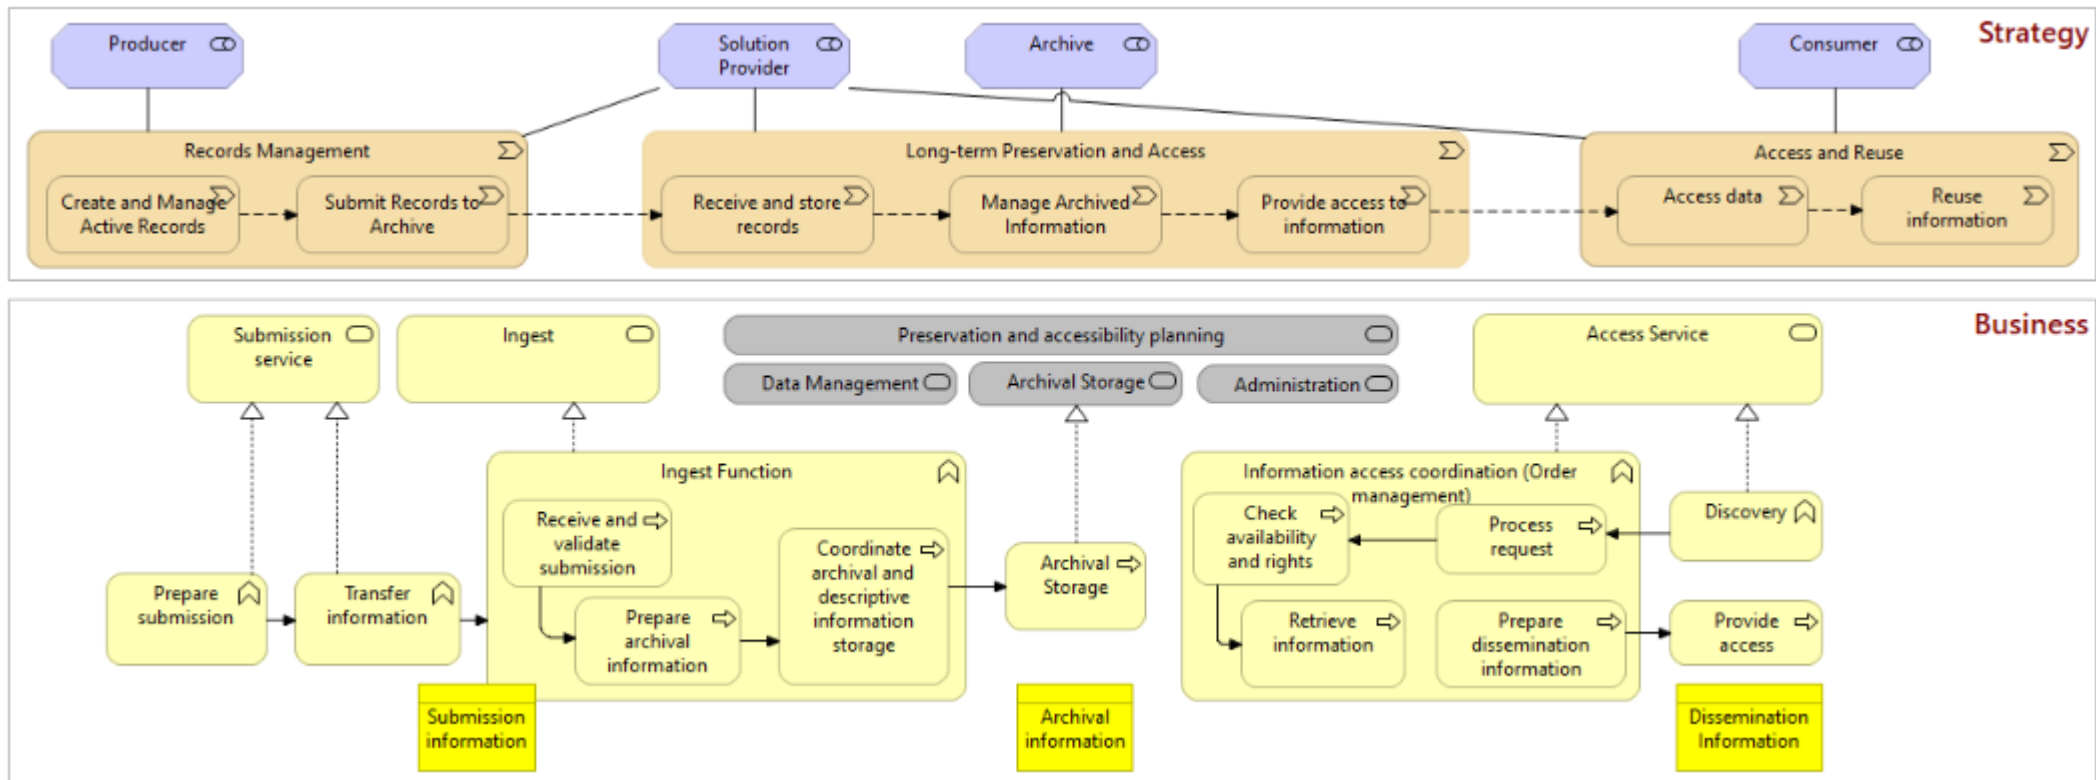 Strategy
Producer
Solution
Provider
Archive
Consumer
Records Management
Create and Manage
Active Records
Submit Records to
Archive
Long-term Preservation and Access
Receive and store
records
Manage Archived
Information
Provide access to
information
Access and Reuse
Access data
Reuse
information
Business
Submission
service
Ingest
Preservation and accessibility planning
Data Management
Archival Storage
Administration
Access Service
Prepare
submission
Transfer
information
Ingest Function
Receive and
validate
submission
Prepare
archival
information
Coordinate
archival and
descriptive
information
storage
Archival
Storage
Information access coordination (Order
management)
Check
availability
and rights
Process
request
Discovery
Retrieve
information
Prepare
dissemination
information
Provide
access
Submission
information
Archival
information
Dissemination
Information